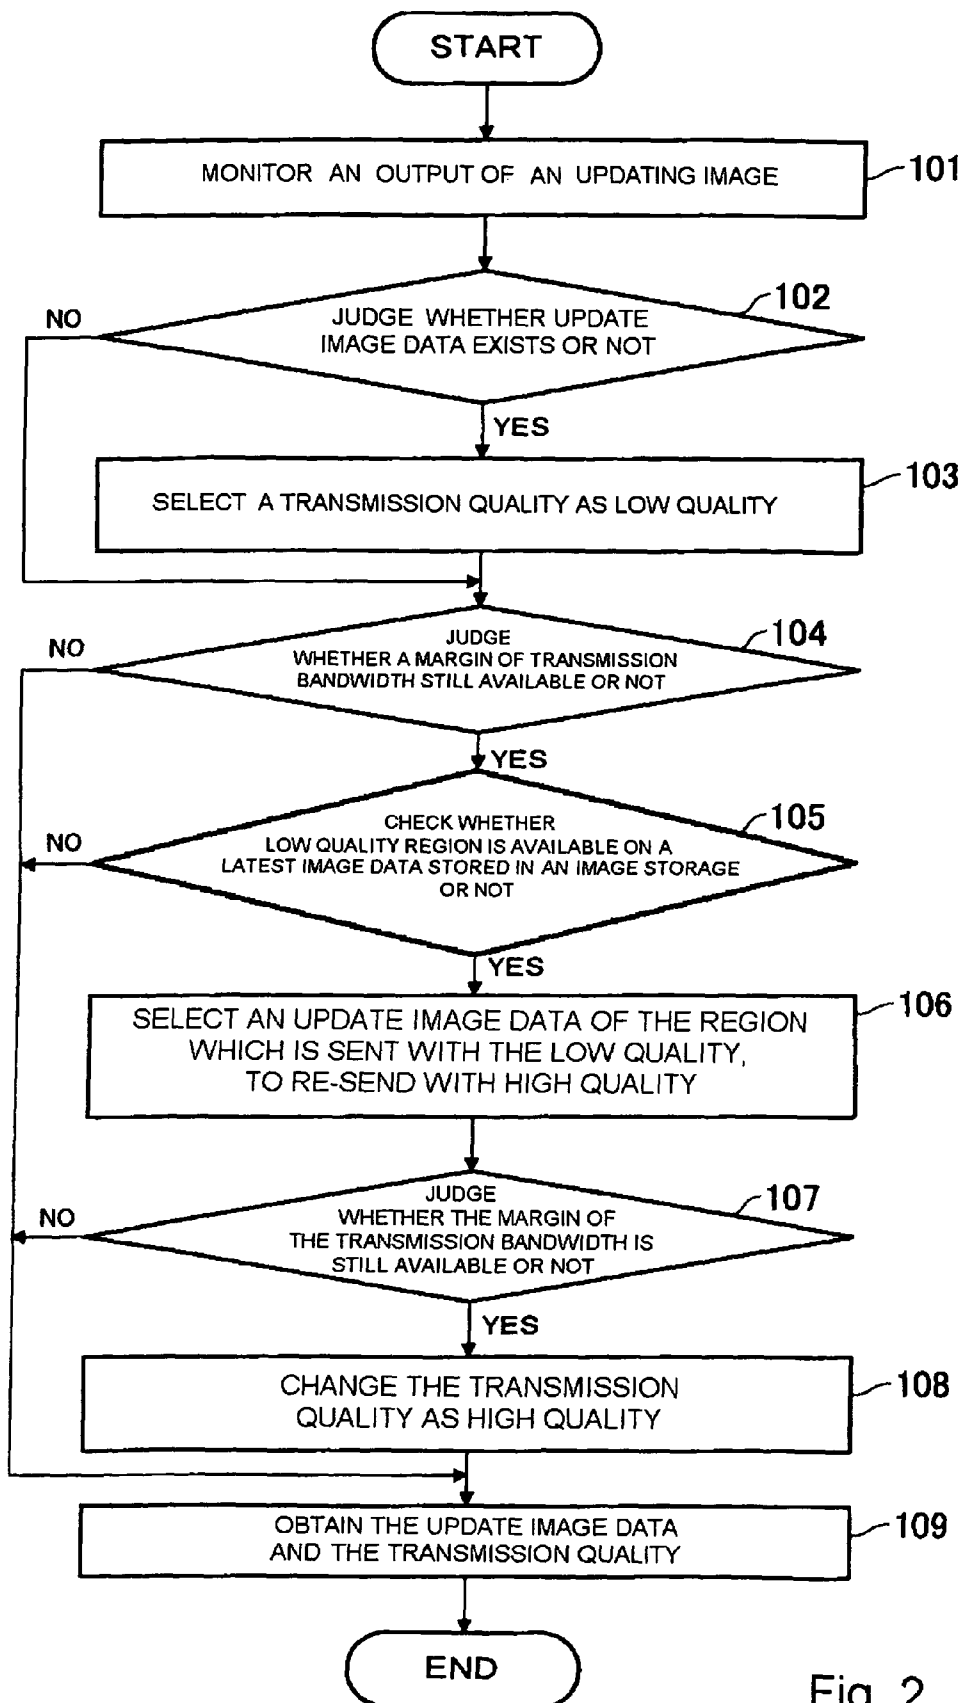 START
MONITOR AN OUTPUT OF AN UPDATING IMAGE
101
102
JUDGE WHETHER UPDATE
IMAGE DATA EXISTS OR NOT
NO
YES
103
SELECT A TRANSMISSION QUALITY AS LOW QUALITY
104
JUDGE
WHETHER A MARGIN OF TRANSMISSION
BANDWIDTH STILL AVAILABLE OR NOT
NO
YES
105
CHECK WHETHER
LOW QUALITY REGION IS AVAILABLE ON A
LATEST IMAGE DATA STORED IN AN IMAGE STORAGE
OR NOT
NO
YES
106
SELECT AN UPDATE IMAGE DATA OF THE REGION
WHICH IS SENT WITH THE LOW QUALITY,
TO RE-SEND WITH HIGH QUALITY
107
JUDGE
WHETHER THE MARGIN OF
THE TRANSMISSION BANDWIDTH IS
STILL AVAILABLE OR NOT
NO
YES
108
CHANGE THE TRANSMISSION
QUALITY AS HIGH QUALITY
109
OBTAIN THE UPDATE IMAGE DATA
AND THE TRANSMISSION QUALITY
END
Fig. 2